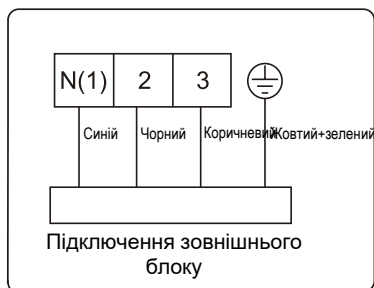 N(1) 2 3
Синій Чорний Коричневий Жовтий+зелений
Підключення зовнішнього
блоку